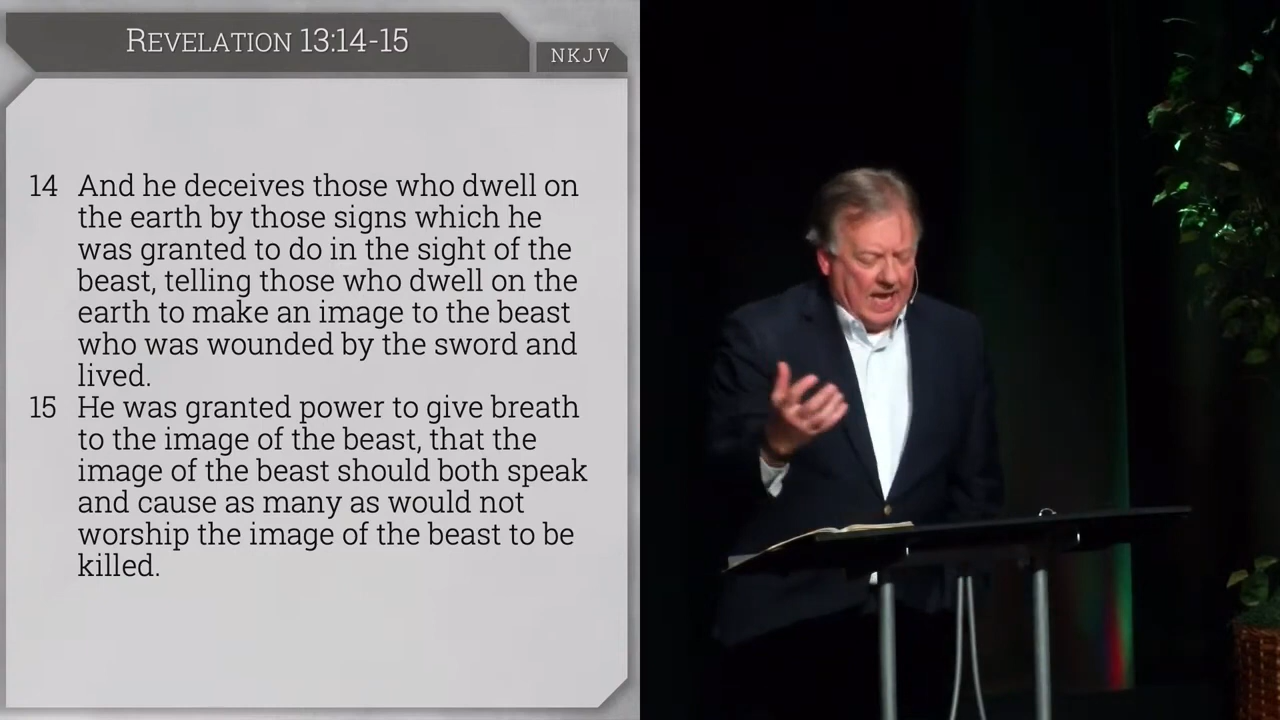 REVELATION 13:14-15
NKJV
14 And he deceives those who dwell on
the earth by those signs which he
was granted to do in the sight of the
beast, telling those who dwell on the
earth to make an image to the beast
who was wounded by the sword and
lived.
15 He was granted power to give breath
to the image of the beast, that the
image of the beast should both speak
and cause as many as would not
worship the image of the beast to be
killed.